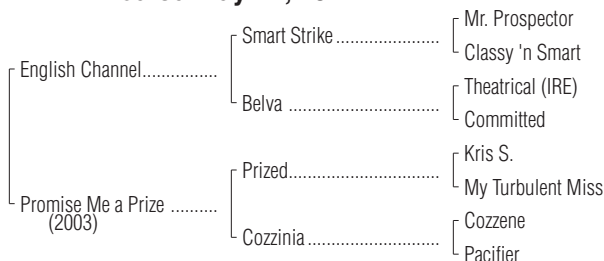 Mr. Prospector
Smart Strike
Classy 'n Smart
English Channel
Theatrical (IRE)
Belva
Committed
Kris S.
Prized
My Turbulent Miss
Promise Me a Prize
(2003)
Cozzene
Cozzinia
Pacifier